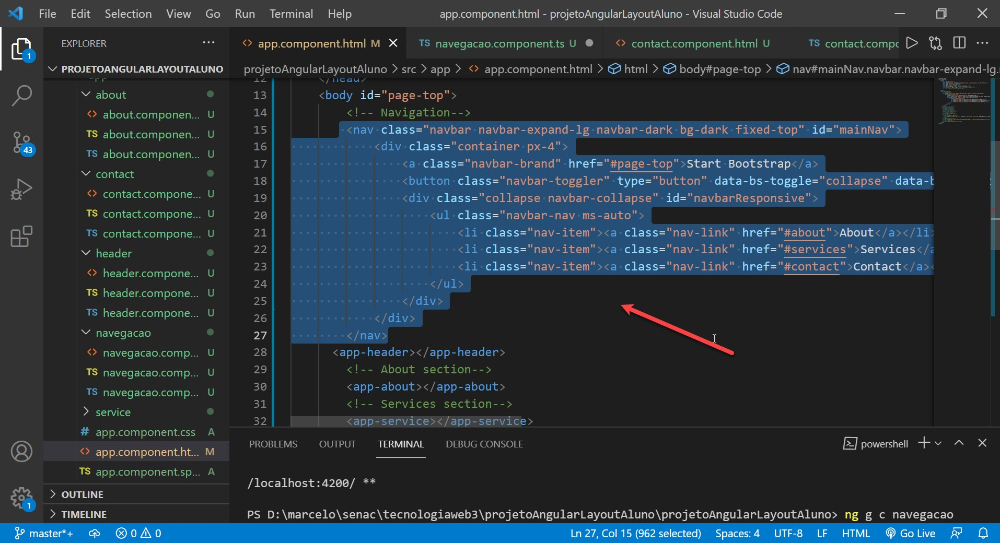 File Edit Selection View Go Run Terminal Help app.component.html - projetoAngularLayoutAluno - Visual Studio Code
EXPLORER ···
app.component.html M
TS navegacao.component.ts U
contact.component.html U
TS contact.compo
PROJETOANGULARLAYOUTALUNO
projetoAngularLayoutAluno > src > app > app.component.html > html > body#page-top > nav#mainNav.navbar.navbar-expand-lg.
app
about
about.componen... U
TS about.componen... U
TS about.componen... U
contact
contact.compone... U
TS contact.compone... U
TS contact.compone... U
header
header.compone... U
TS header.compone... U
TS header.compone... U
navegacao
navegacao.comp... U
TS navegacao.comp... U
TS navegacao.comp... U
service
# app.component.css A
app.component.ht... M
TS app.component.sp... A
OUTLINE
TIMELINE
1
43
1
12 </head>
13 <body id="page-top">
14 <!-- Navigation-->
15 <nav class="navbar navbar-expand-lg navbar-dark bg-dark fixed-top" id="mainNav">
16 <div class="container px-4">
17 <a class="navbar-brand" href="#page-top">Start Bootstrap</a>
18 <button class="navbar-toggler" type="button" data-bs-toggle="collapse" data-b
19 <div class="collapse navbar-collapse" id="navbarResponsive">
20 <ul class="navbar-nav ms-auto">
21 <li class="nav-item"><a class="nav-link" href="#about">About</a></li>
22 <li class="nav-item"><a class="nav-link" href="#services">Services</a
23 <li class="nav-item"><a class="nav-link" href="#contact">Contact</a><
24 </ul>
25 </div>
26 </div>
27 </nav>
28 <app-header></app-header>
29 <!-- About section-->
30 <app-about></app-about>
31 <!-- Services section-->
32 <app-service></app-service>
PROBLEMS OUTPUT TERMINAL DEBUG CONSOLE powershell
/localhost:4200/ **
PS D:\marcelo\senac\tecnologiaweb3\projetoAngularLayoutAluno\projetoAngularLayoutAluno> ng g c navegacao
master*+ 0 0 Ln 27, Col 15 (962 selected) Spaces: 4 UTF-8 LF HTML Go Live